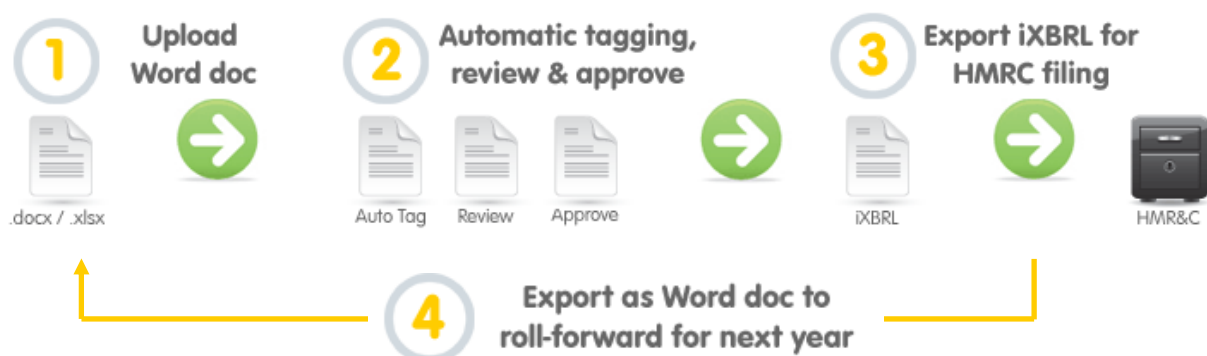 1
Upload
Word doc
.docx / .xlsx
2
Automatic tagging,
review & approve
Auto Tag
Review
Approve
3
Export iXBRL for
HMRC filing
iXBRL
HMR&C
4
Export as Word doc to
roll-forward for next year